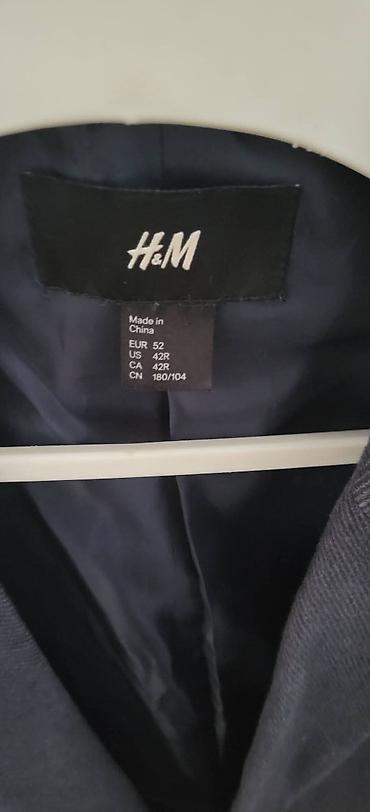 H&M
Made in
China
EUR 52
US 42R
CA 42R
CN 180/104